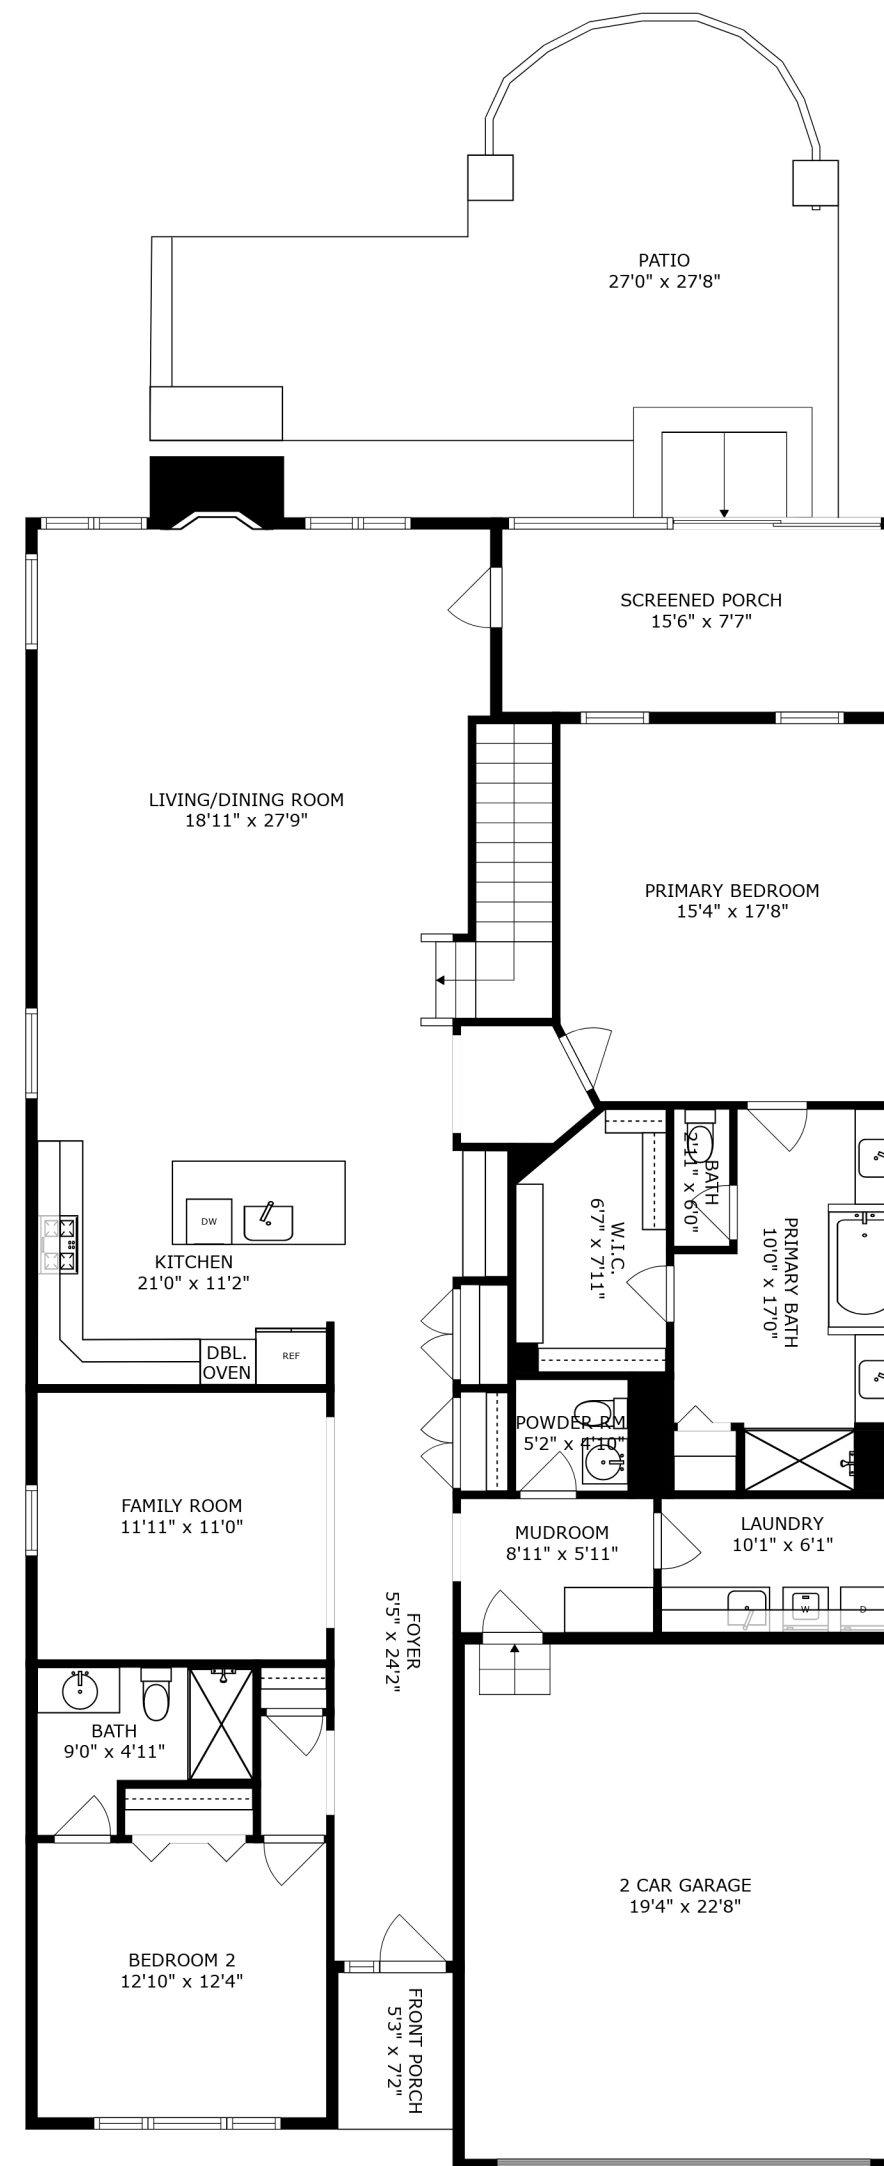 PATIO
27'0" x 27'8"
SCREENED PORCH
15'6" x 7'7"
LIVING/DINING ROOM
18'11" x 27'9"
PRIMARY BEDROOM
15'4" x 17'8"
BATH
2'11" x 6'0"
W.I.C.
6'7" x 7'11"
PRIMARY BATH
10'0" x 17'0"
DW
KITCHEN
21'0" x 11'2"
DBL.
OVEN
REF
POWDER RM
5'2" x 4'10"
FAMILY ROOM
11'11" x 11'0"
MUDROOM
8'11" x 5'11"
LAUNDRY
10'1" x 6'1"
W
D
FOYER
5'5" x 24'2"
BATH
9'0" x 4'11"
2 CAR GARAGE
19'4" x 22'8"
BEDROOM 2
12'10" x 12'4"
FRONT PORCH
5'3" x 7'2"